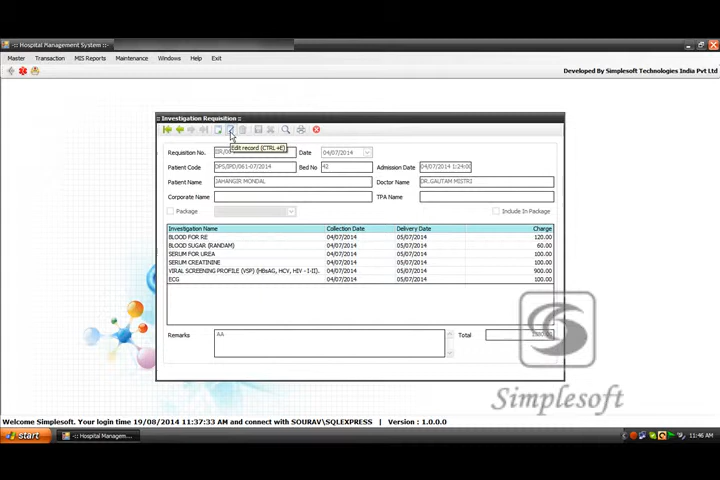 -:: Hospital Management System ::-
Master Transaction MIS Reports Maintenance Windows Help Exit
Developed By Simplesoft Technologies India Pvt Ltd
:: Investigation Requisition ::
Edit record (CTRL+E)
Requisition No. Date 04/07/2014
Patient Code DPS/IPD/061-07/2014 Bed No 42 Admission Date 04/07/2014 1:24:00
Patient Name JAHANGIR MONDAL Doctor Name DR.GAUTAM MISTRI
Corporate Name TPA Name
Package Include In Package
Investigation Name Collection Date Delivery Date Charge
BLOOD FOR RE 04/07/2014 05/07/2014 120.00
BLOOD SUGAR (RANDAM) 04/07/2014 05/07/2014 60.00
SERUM FOR UREA 04/07/2014 05/07/2014 100.00
SERUM CREATININE 04/07/2014 05/07/2014 100.00
VIRAL SCREENING PROFILE (VSP) (HBsAG, HCV, HIV - I-II). 04/07/2014 05/07/2014 900.00
ECG 04/07/2014 05/07/2014 100.00
Remarks AA Total
Simplesoft
Welcome Simplesoft. Your login time 19/08/2014 11:37:33 AM and connect with SOURAV\SQLEXPRESS | Version : 1.0.0.0
start -:: Hospital Managem... 11:46 AM